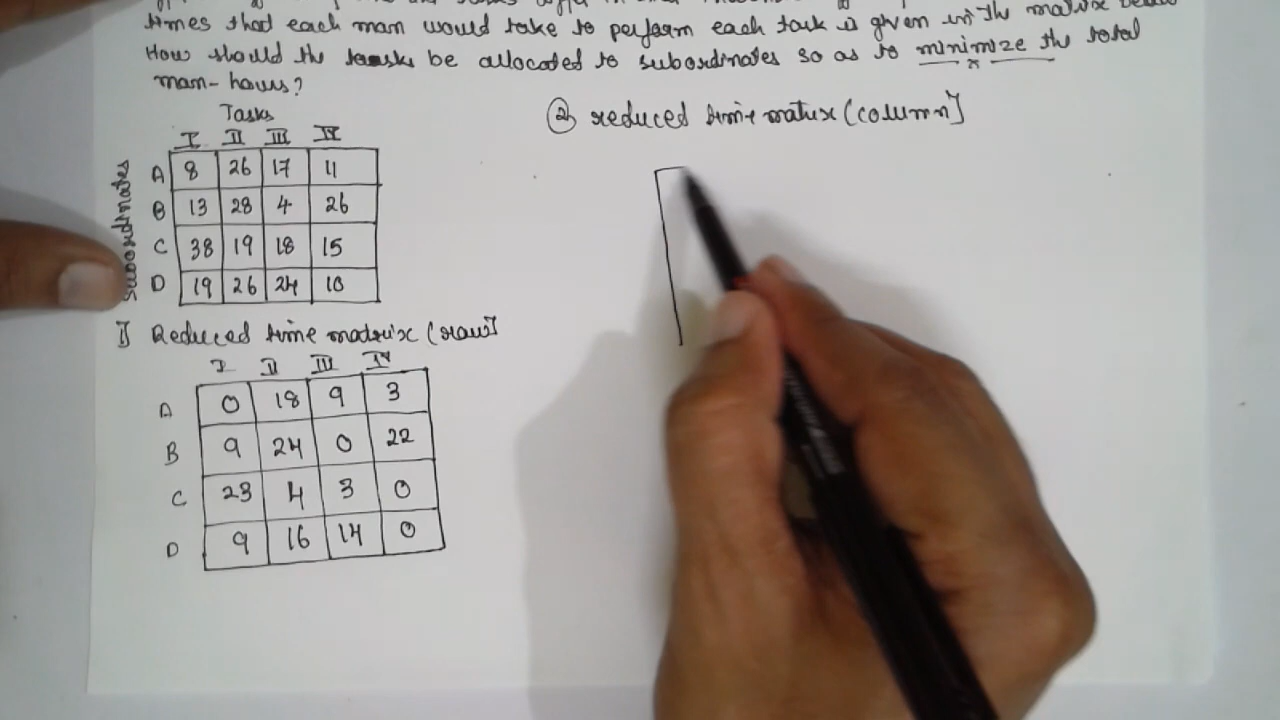 times that each man would take to perform each task is given in the matrix below
How should the tasks be allocated to subordinates so as to minimize the total
man-hours?
Tasks
I II III IV
Subordinates
A 8 26 17 11
B 13 28 4 26
C 38 19 18 15
D 19 26 24 10
1] Reduced time matrix (row]
I II III IV
A 0 18 9 3
B 9 24 0 22
C 23 4 3 0
D 9 16 14 0
② reduced time matrix (column]